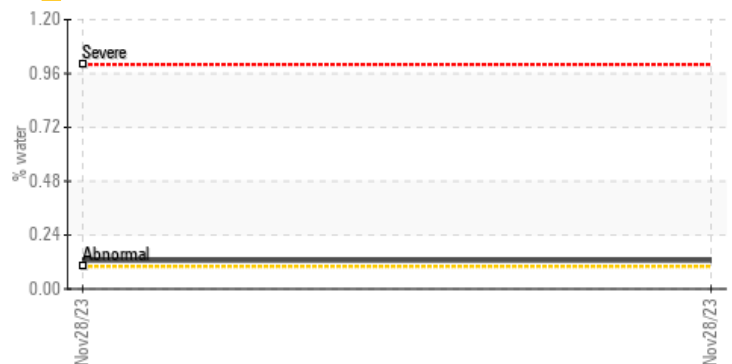 1.20
Severe
0.96
0.72
% water
0.48
0.24
Abnormal
0.00
Nov28/23
Nov28/23